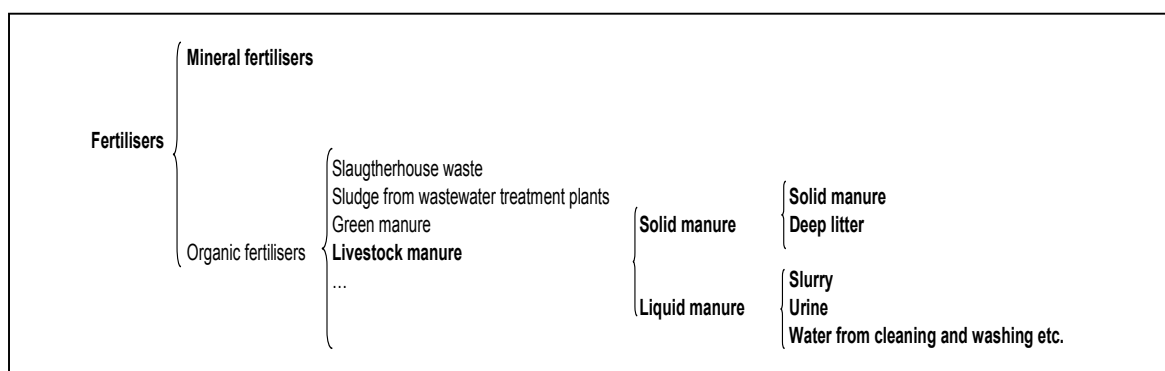 Mineral fertilisers
Fertilisers
Slaugtherhouse waste
Sludge from wastewater treatment plants
Green manure
Organic fertilisers
Livestock manure
…
Solid manure
Liquid manure
Solid manure
Deep litter
Slurry
Urine
Water from cleaning and washing etc.